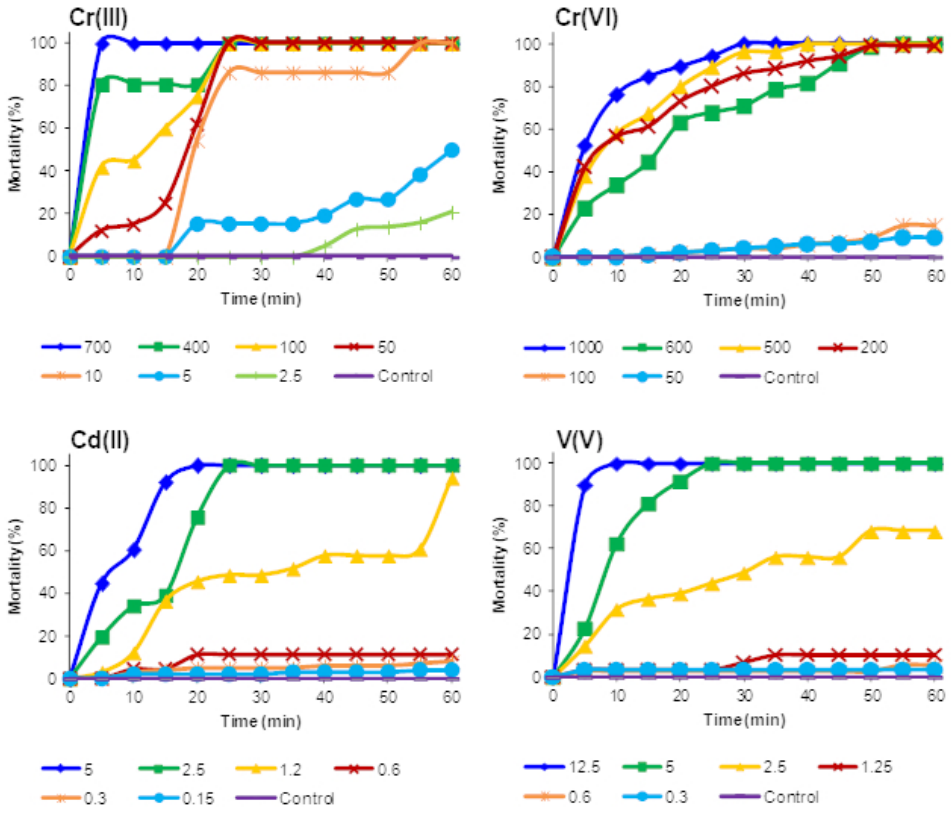 Cr(III)
Cr(VI)
100
80
60
40
20
0
Mortality (%)
0 10 20 30 40 50 60
Time (min)
100
80
60
40
20
0
Mortality (%)
0 10 20 30 40 50 60
Time (min)
700 400 100 50
10 5 2.5 Control
1000 600 500 200
100 50 Control
Cd(II)
V(V)
100
80
60
40
20
0
Mortality (%)
0 10 20 30 40 50 60
Time (min)
100
80
60
40
20
0
Mortality (%)
0 10 20 30 40 50 60
Time (min)
5 2.5 1.2 0.6
0.3 0.15 Control
12.5 5 2.5 1.25
0.6 0.3 Control